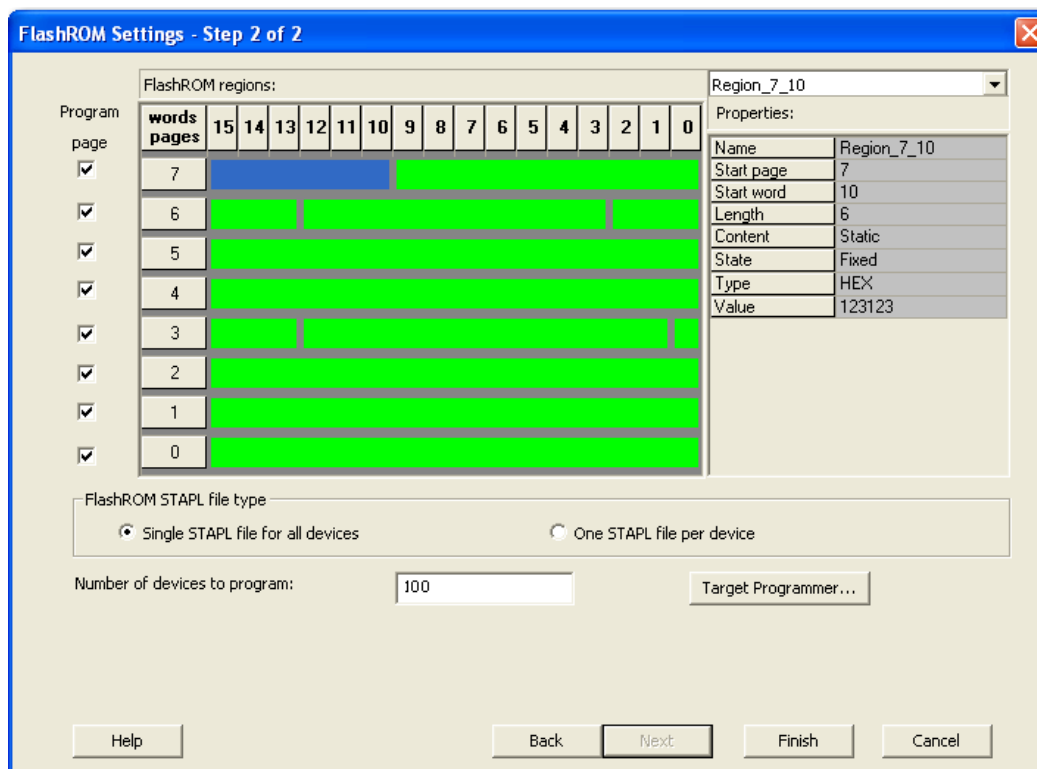 FlashROM Settings - Step 2 of 2
FlashROM regions:
Region_7_10
Program
page
words
pages
15 14 13 12 11 10 9 8 7 6 5 4 3 2 1 0
Properties:
7
6
5
4
3
2
1
0
Name Region_7_10
Start page 7
Start word 10
Length 6
Content Static
State Fixed
Type HEX
Value 123123
FlashROM STAPL file type
Single STAPL file for all devices One STAPL file per device
Number of devices to program: 100 Target Programmer...
Help Back Next Finish Cancel